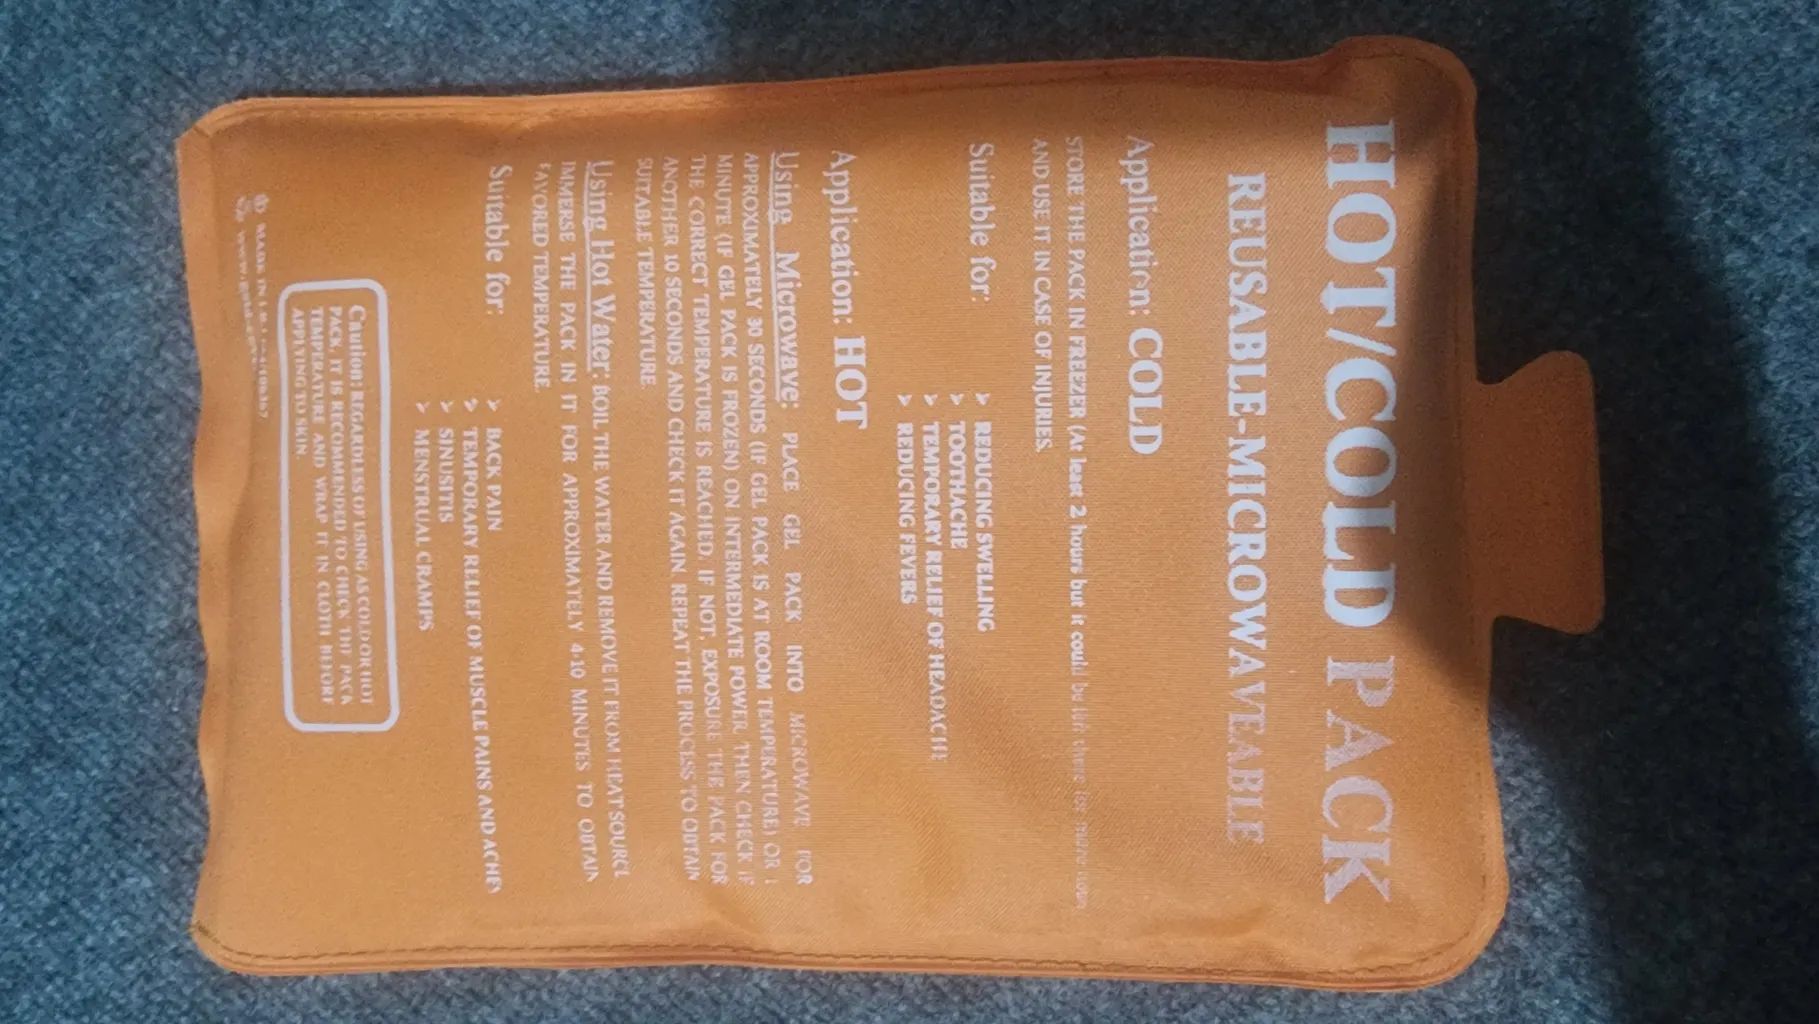 HOT/COLD PACK
REUSABLE-MICROWAVEABLE
Application: COLD
STORE THE PACK IN FREEZER (At least 2 hours but it could be
AND USE IT IN CASE OF INJURIES.
Suitable for:
➢ REDUCING SWELLING
➢ TOOTHACHE
➢ TEMPORARY RELIEF OF HEADACHE
➢ REDUCING FEVERS
Application: HOT
Using Microwave: PLACE GEL PACK INTO MICROWAVE FOR
APPROXIMATELY 30 SECONDS (IF GEL PACK IS AT ROOM TEMPERATURE) OR 1
MINUTE (IF GEL PACK IS FROZEN) ON INTERMEDIATE POWER. THEN CHECK IF
THE CORRECT TEMPERATURE IS REACHED. IF NOT, EXPOSURE THE PACK FOR
ANOTHER 10 SECONDS AND CHECK IT AGAIN. REPEAT THE PROCESS TO OBTAIN
SUITABLE TEMPERATURE.
Using Hot Water: BOIL THE WATER AND REMOVE IT FROM HEAT SOURCE
IMMERSE THE PACK IN IT FOR APPROXIMATELY 4-10 MINUTES TO OBTAIN
FAVORED TEMPERATURE.
Suitable for:
➢ BACK PAIN
➢ TEMPORARY RELIEF OF MUSCLE PAINS AND ACHES
➢ SINUSITIS
➢ MENSTRUAL CRAMPS
Caution: REGARDLESS OF USING AS COLD OR HOT
PACK, IT IS RECOMMENDED TO CHECK THE PACK
TEMPERATURE AND WRAP IT IN CLOTH BEFORE
APPLYING TO SKIN.
MADE IN